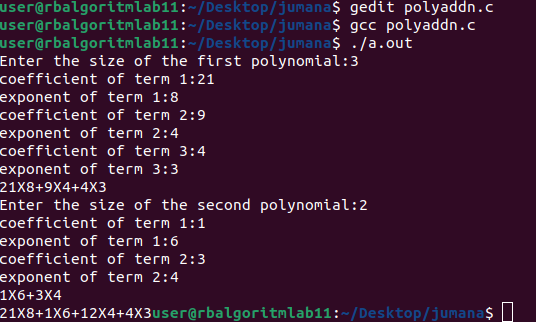 user@rbalgoritmlab11:~/Desktop/jumana$ gedit polyaddn.c
user@rbalgoritmlab11:~/Desktop/jumana$ gcc polyaddn.c
user@rbalgoritmlab11:~/Desktop/jumana$ ./a.out
Enter the size of the first polynomial:3
coefficient of term 1:21
exponent of term 1:8
coefficient of term 2:9
exponent of term 2:4
coefficient of term 3:4
exponent of term 3:3
21X8+9X4+4X3
Enter the size of the second polynomial:2
coefficient of term 1:1
exponent of term 1:6
coefficient of term 2:3
exponent of term 2:4
1X6+3X4
21X8+1X6+12X4+4X3user@rbalgoritmlab11:~/Desktop/jumana$